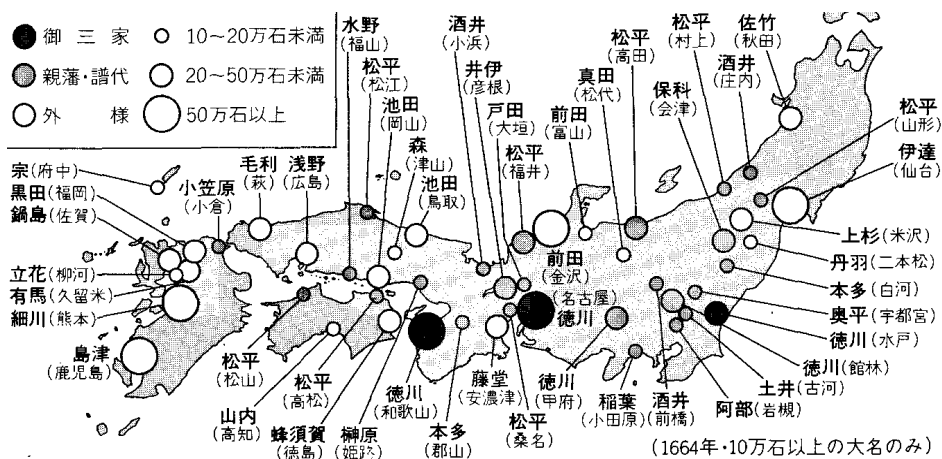 御三家
10～20万石未満
親藩・譜代
20～50万石未満
外様
50万石以上
水野
(福山)
松平
(松江)
池田
(岡山)
森
(津山)
池田
(鳥取)
酒井
(小浜)
井伊
(彦根)
戸田
(大垣)
松平
(福井)
前田
(富山)
真田
(松代)
松平
(高田)
保科
(会津)
松平
(村上)
酒井
(庄内)
佐竹
(秋田)
松平
(山形)
伊達
(仙台)
宗(府中)
黒田(福岡)
鍋島(佐賀)
小笠原
(小倉)
毛利
(萩)
浅野
(広島)
立花(柳河)
有馬(久留米)
細川(熊本)
島津
(鹿児島)
前田
(金沢)
(名古屋)
徳川
上杉(米沢)
丹羽(二本松)
本多(白河)
奥平(宇都宮)
徳川(水戸)
徳川(館林)
土井(古河)
阿部(岩槻)
酒井
(前橋)
稲葉
(小田原)
徳川
(甲府)
松平
(桑名)
藤堂
(安濃津)
本多
(郡山)
徳川
(和歌山)
榊原
(姫路)
蜂須賀
(徳島)
松平
(高松)
山内
(高知)
松平
(松山)
(1664年・10万石以上の大名のみ)